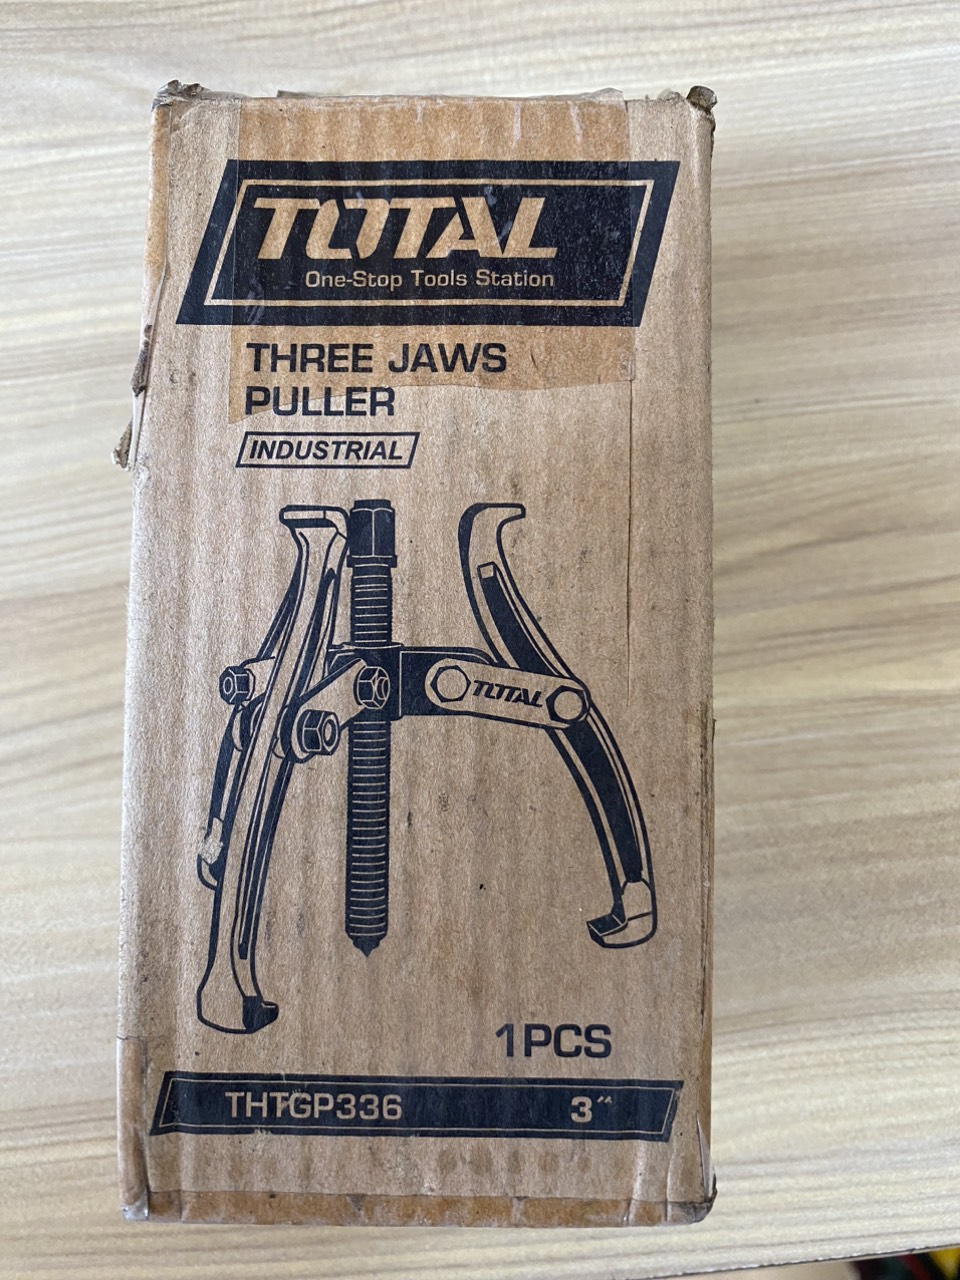 TOTAL
One-Stop Tools Station
THREE JAWS
PULLER
INDUSTRIAL
TOTAL
1PCS
THTGP336 3"